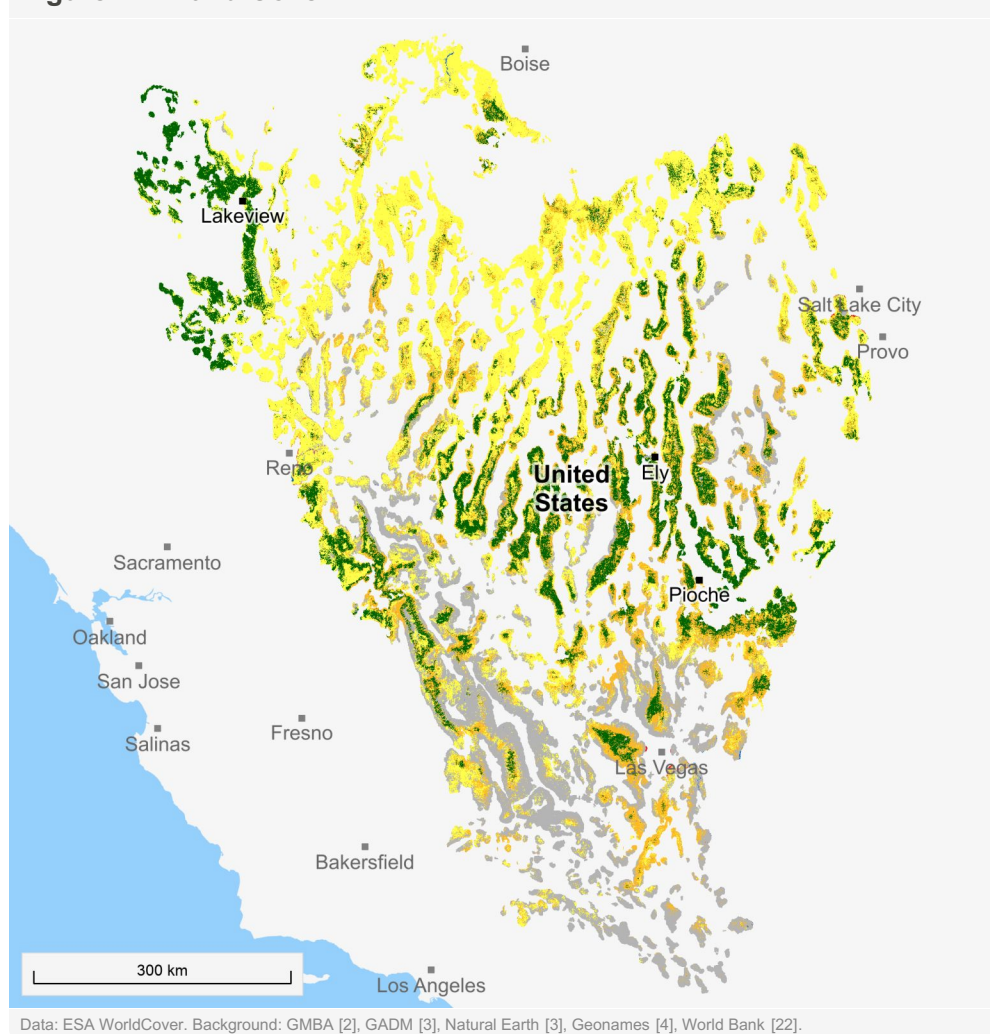 Boise
Lakeview
Salt Lake City
Provo
Reno
United
States
Ely
Sacramento
Pioche
Oakland
San Jose
Fresno
Salinas
Las Vegas
Bakersfield
300 km
Los Angeles
Data: ESA WorldCover. Background: GMBA [2], GADM [3], Natural Earth [3], Geonames [4], World Bank [22].